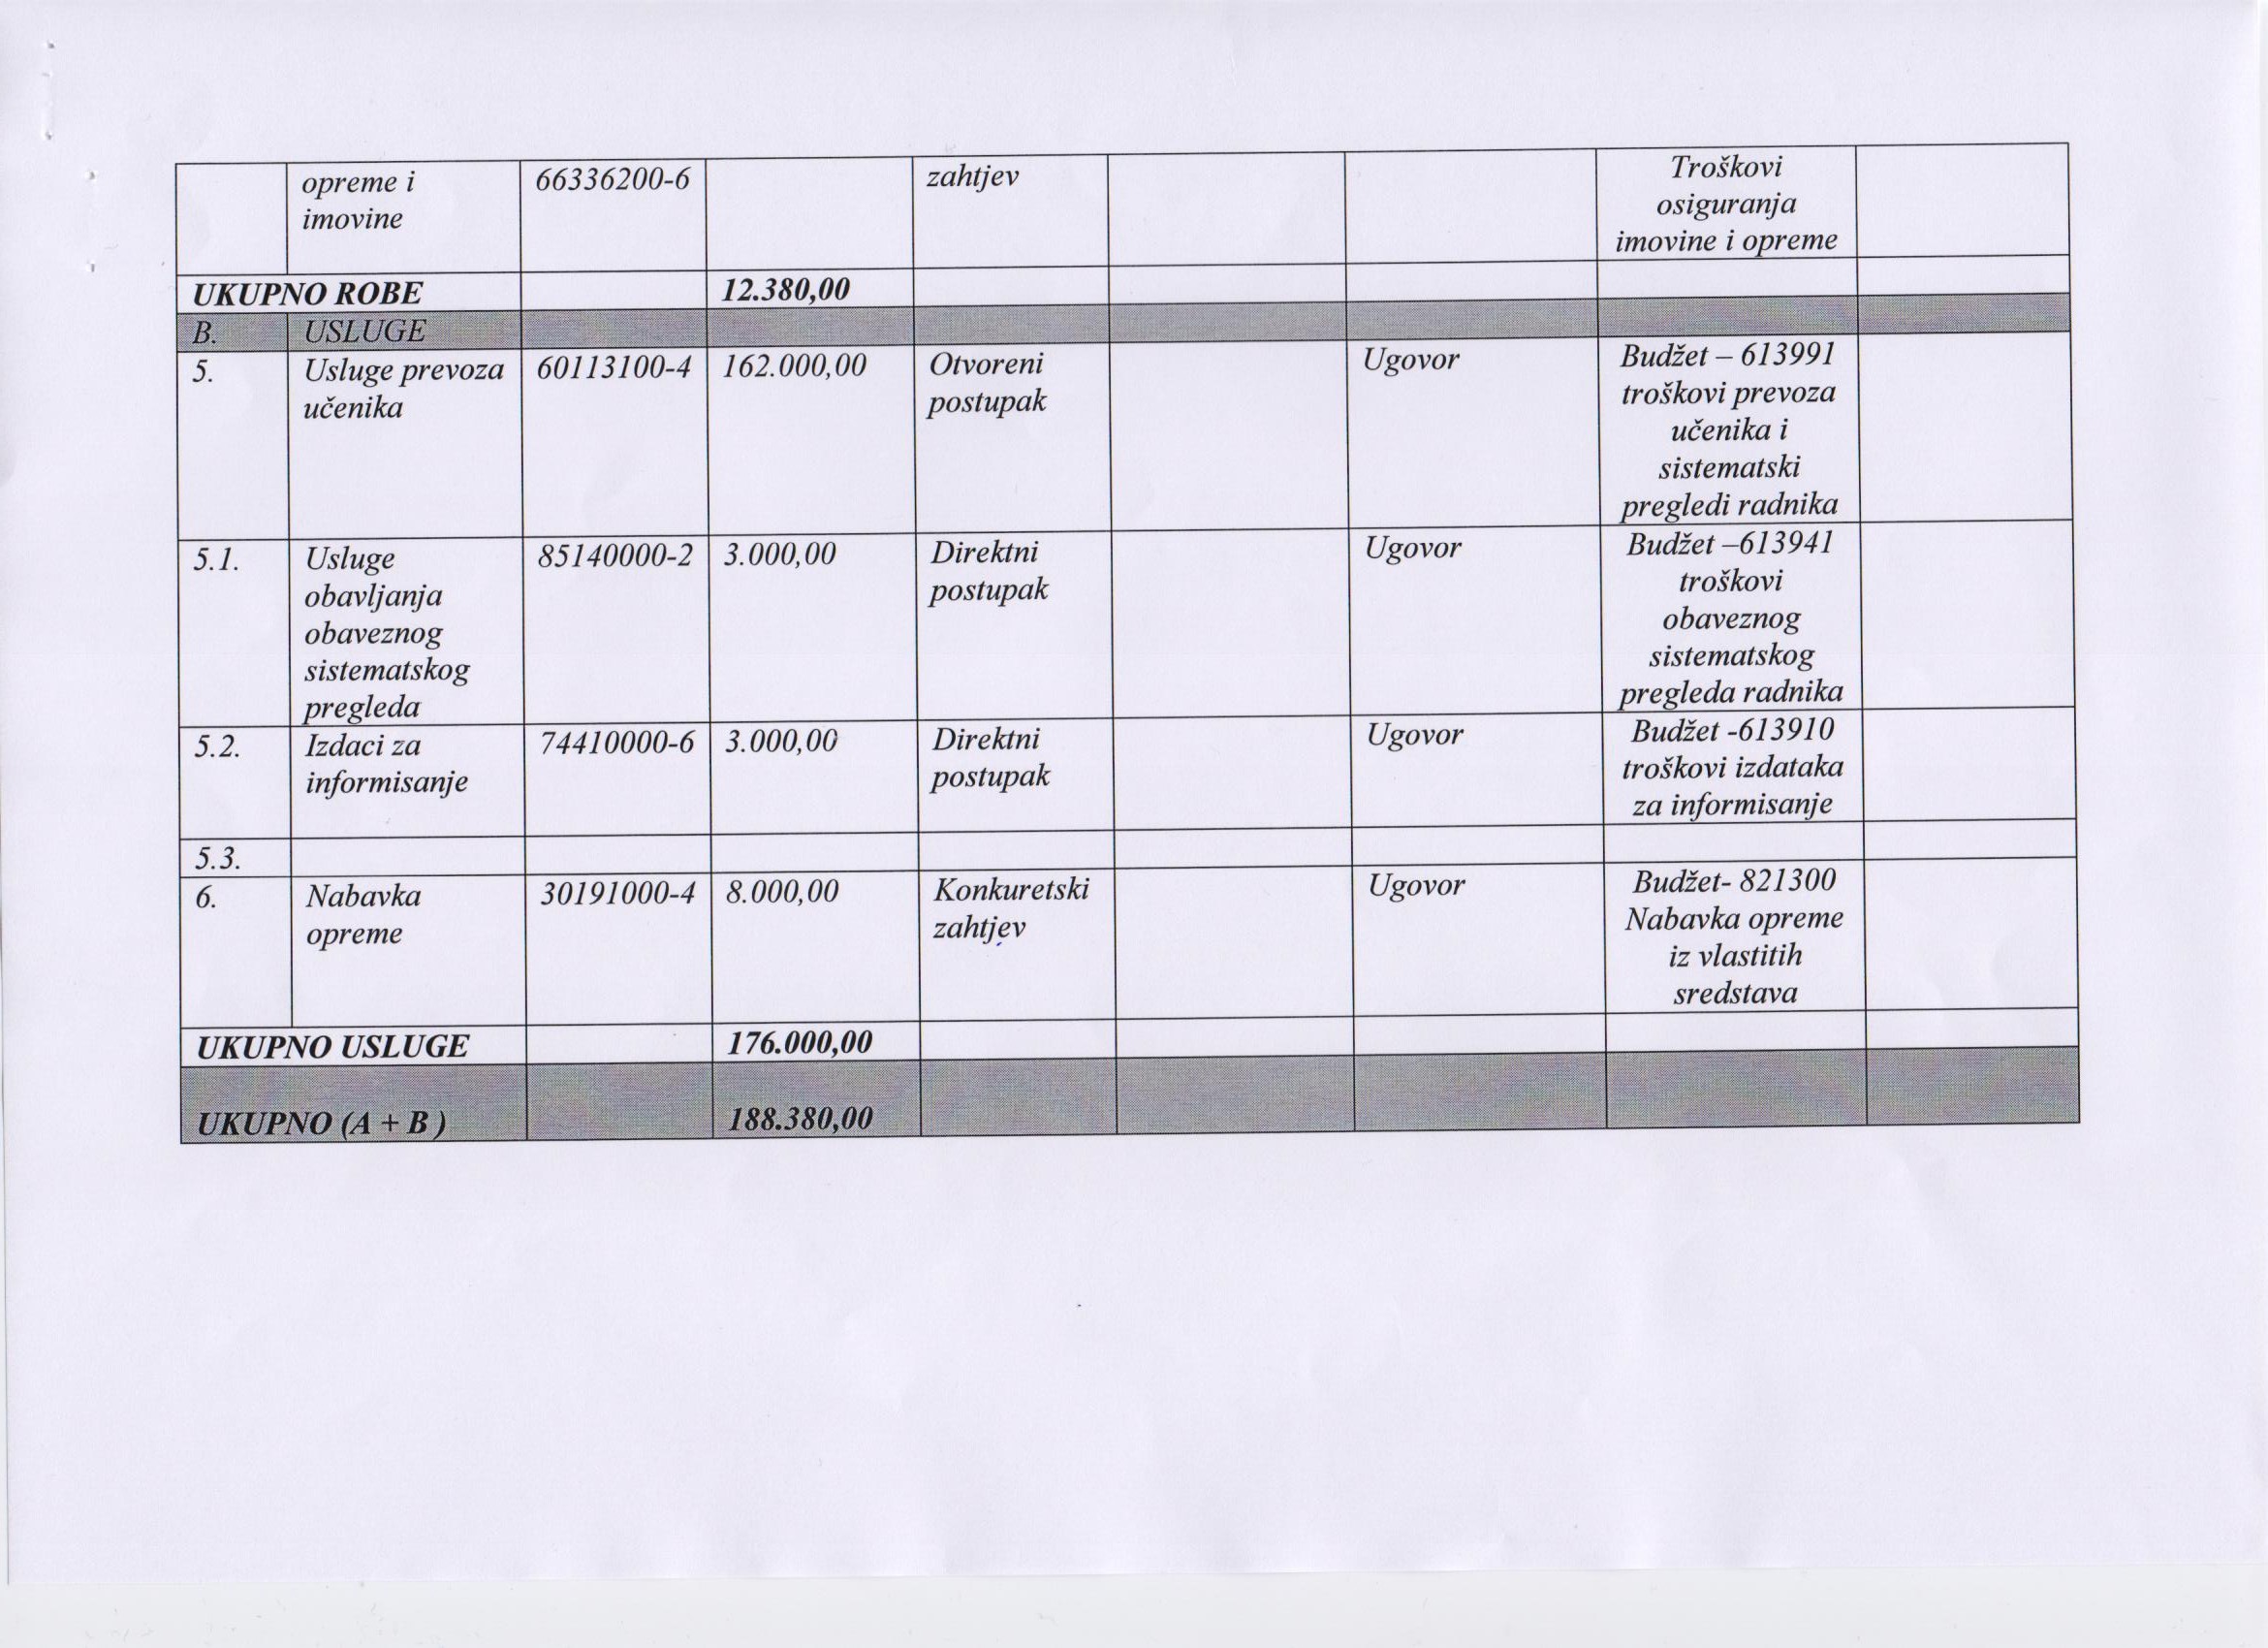 opreme i
imovine
66336200-6
zahtjev
Troškovi
osiguranja
imovine i opreme
UKUPNO ROBE
12.380,00
B.
USLUGE
5.
Usluge prevoza
učenika
60113100-4
162.000,00
Otvoreni
postupak
Ugovor
Budžet – 613991
troškovi prevoza
učenika i
sistematski
pregledi radnika
5.1.
Usluge
obavljanja
obaveznog
sistematskog
pregleda
85140000-2
3.000,00
Direktni
postupak
Ugovor
Budžet –613941
troškovi
obaveznog
sistematskog
pregleda radnika
5.2.
Izdaci za
informisanje
74410000-6
3.000,00
Direktni
postupak
Ugovor
Budžet -613910
troškovi izdataka
za informisanje
5.3.
6.
Nabavka
opreme
30191000-4
8.000,00
Konkuretski
zahtjev
Ugovor
Budžet- 821300
Nabavka opreme
iz vlastitih
sredstava
UKUPNO USLUGE
176.000,00
UKUPNO (A + B )
188.380,00